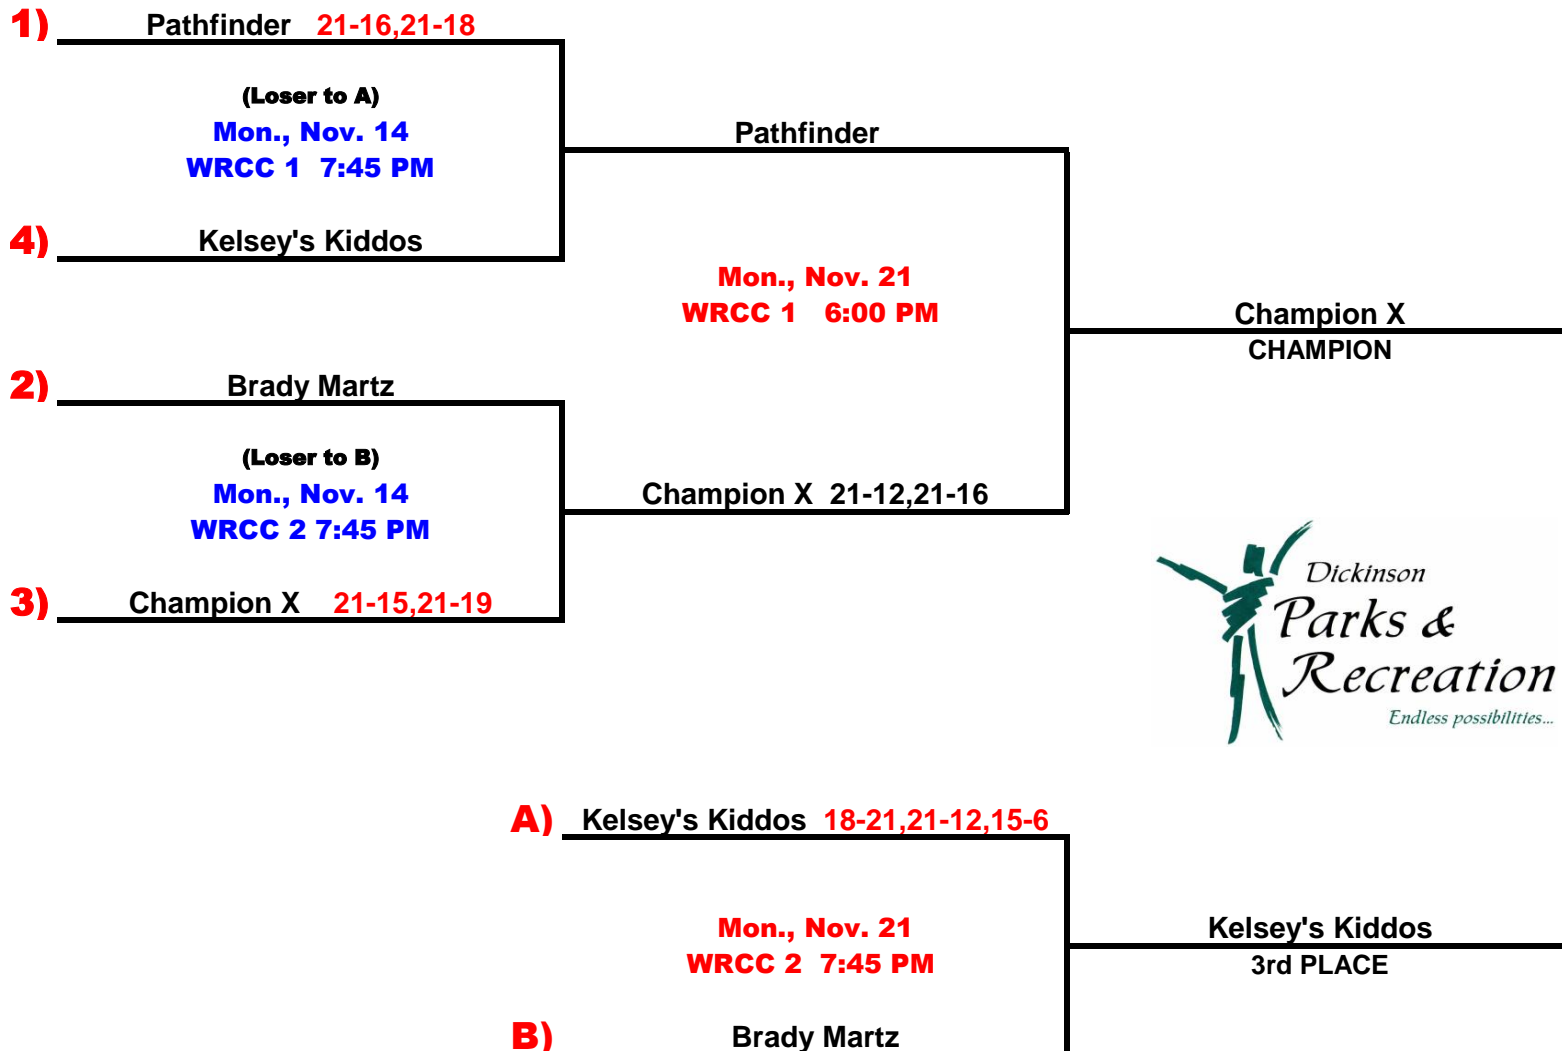 1) Pathfinder 21-16,21-18
(Loser to A)
Mon., Nov. 14
WRCC 1 7:45 PM
4) Kelsey's Kiddos
Pathfinder
Mon., Nov. 21
WRCC 1 6:00 PM
Champion X
CHAMPION
2) Brady Martz
(Loser to B)
Mon., Nov. 14
WRCC 2 7:45 PM
3) Champion X 21-15,21-19
Champion X 21-12,21-16
Dickinson
Parks &
Recreation
Endless possibilities...
A) Kelsey's Kiddos 18-21,21-12,15-6
Mon., Nov. 21
WRCC 2 7:45 PM
Kelsey's Kiddos
3rd PLACE
B) Brady Martz